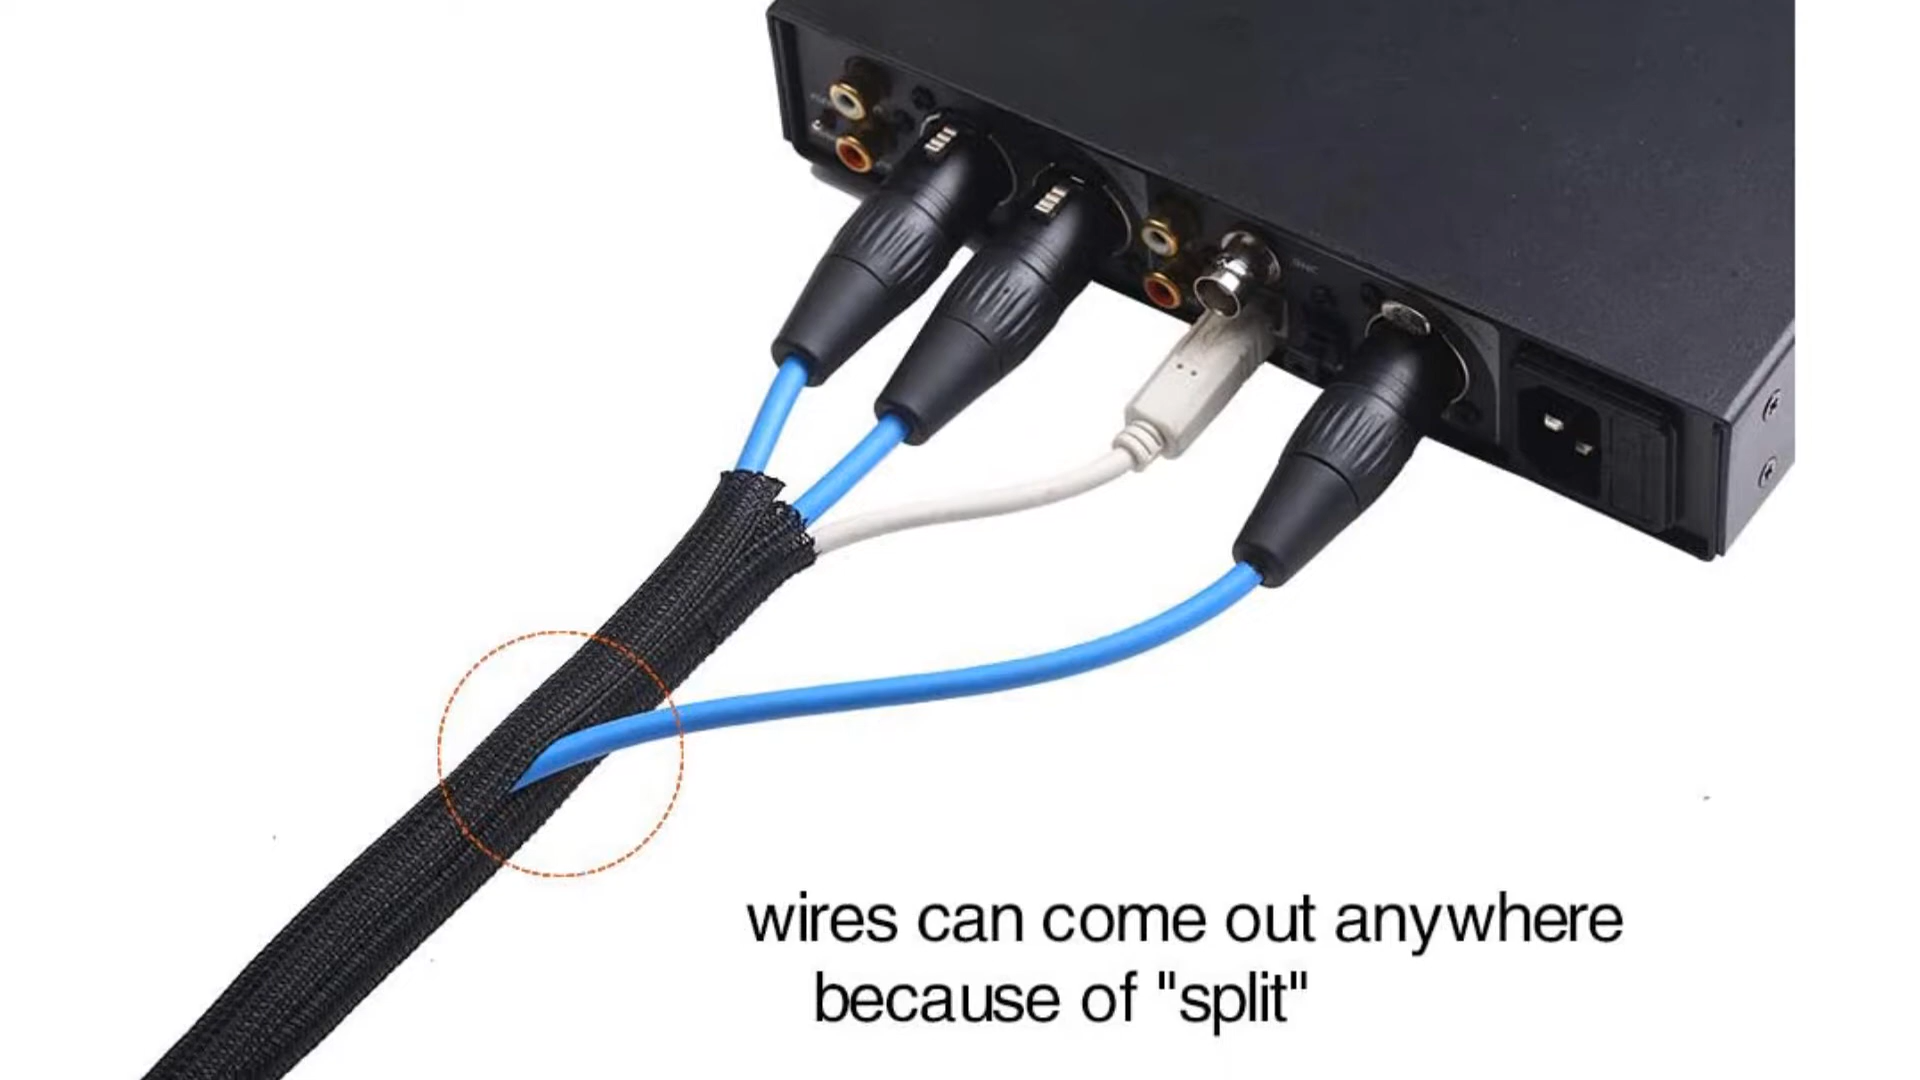 wires can come out anywhere
because of "split"